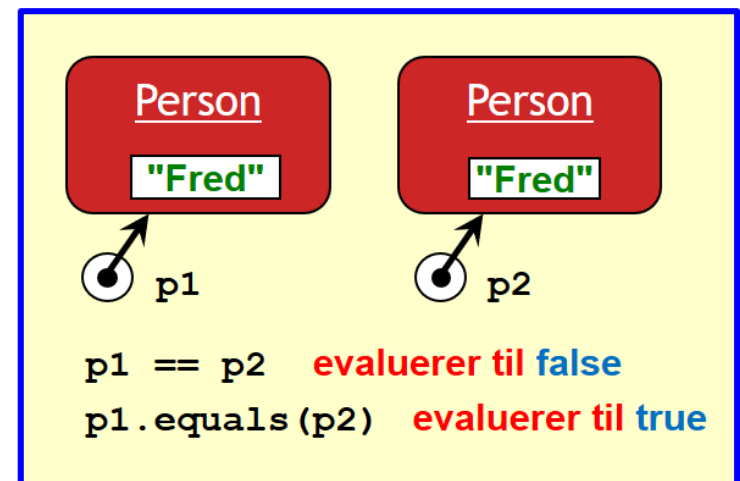 Person Person
"Fred" "Fred"
p1 p2
p1 == p2 evaluerer til false
p1.equals(p2) evaluerer til true